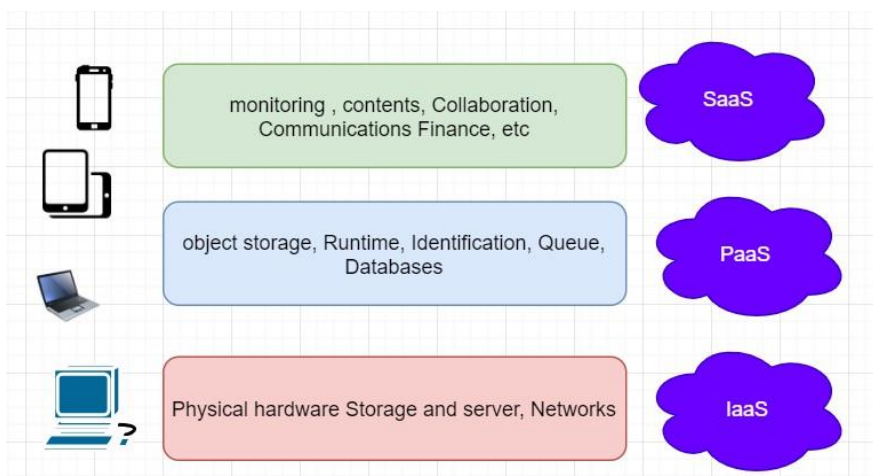 monitoring , contents, Collaboration,
Communications Finance, etc
SaaS
object storage, Runtime, Identification, Queue,
Databases
PaaS
Physical hardware Storage and server, Networks
IaaS
?